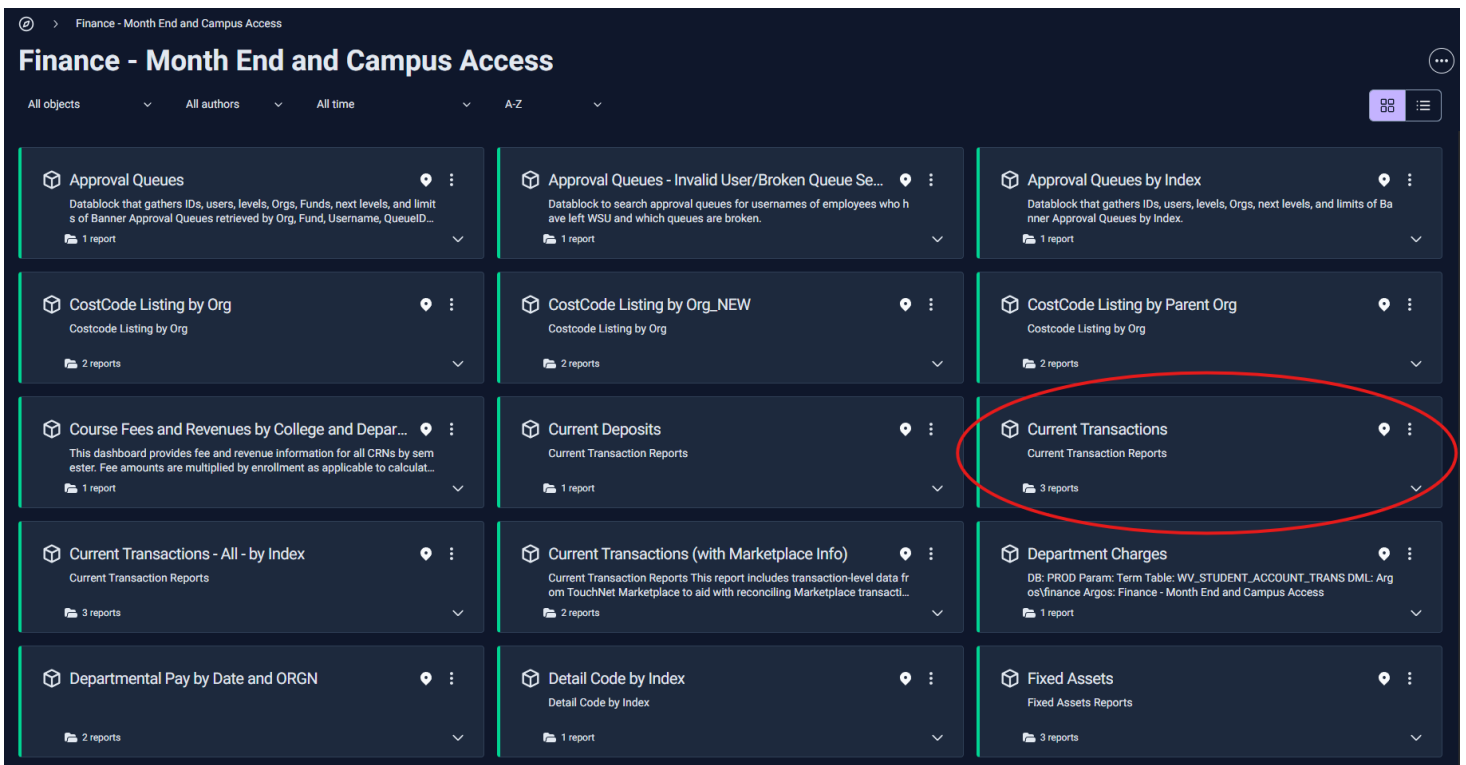 Finance - Month End and Campus Access
Finance - Month End and Campus Access
All objects
All authors
All time
A-Z
Approval Queues
Datablock that gathers IDs, users, levels, Orgs, Funds, next levels, and limit
s of Banner Approval Queues retrieved by Org, Fund, Username, QueueID...
1 report
Approval Queues - Invalid User/Broken Queue Se...
Datablock to search approval queues for usernames of employees who h
ave left WSU and which queues are broken.
1 report
Approval Queues by Index
Datablock that gathers IDs, users, levels, Orgs, next levels, and limits of Ba
nner Approval Queues by Index.
1 report
CostCode Listing by Org
Costcode Listing by Org
2 reports
CostCode Listing by Org_NEW
Costcode Listing by Org
2 reports
CostCode Listing by Parent Org
Costcode Listing by Org
2 reports
Course Fees and Revenues by College and Depar...
This dashboard provides fee and revenue information for all CRNs by sem
ester. Fee amounts are multiplied by enrollment as applicable to calculat...
1 report
Current Deposits
Current Transaction Reports
1 report
Current Transactions
Current Transaction Reports
3 reports
Current Transactions - All - by Index
Current Transaction Reports
3 reports
Current Transactions (with Marketplace Info)
Current Transaction Reports This report includes transaction-level data fr
om TouchNet Marketplace to aid with reconciling Marketplace transacti...
2 reports
Department Charges
DB: PROD Param: Term Table: WV_STUDENT_ACCOUNT_TRANS DML: Arg
os\finance Argos: Finance - Month End and Campus Access
1 report
Departmental Pay by Date and ORGN
2 reports
Detail Code by Index
Detail Code by Index
1 report
Fixed Assets
Fixed Assets Reports
3 reports